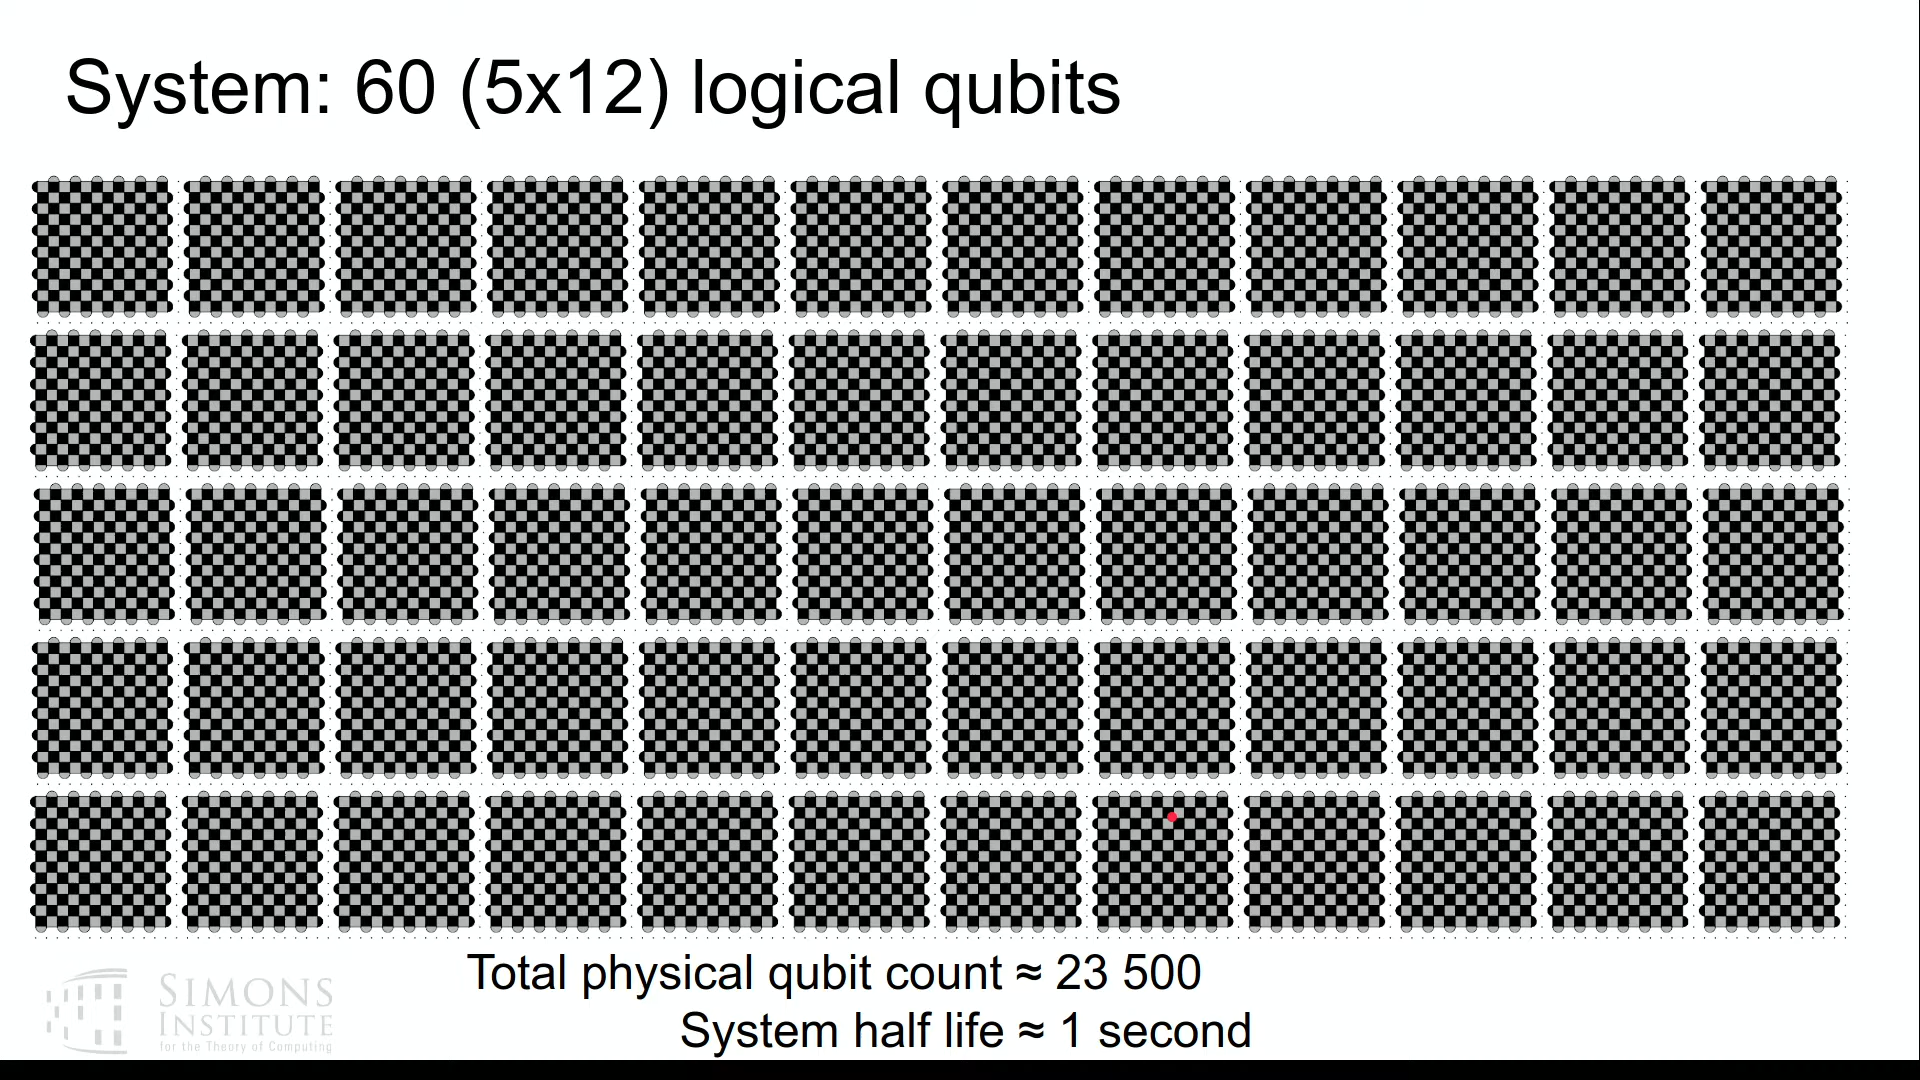 System: 60 (5x12) logical qubits
Total physical qubit count ≈ 23 500
System half life ≈ 1 second
SIMONS
INSTITUTE
for the Theory of Computing